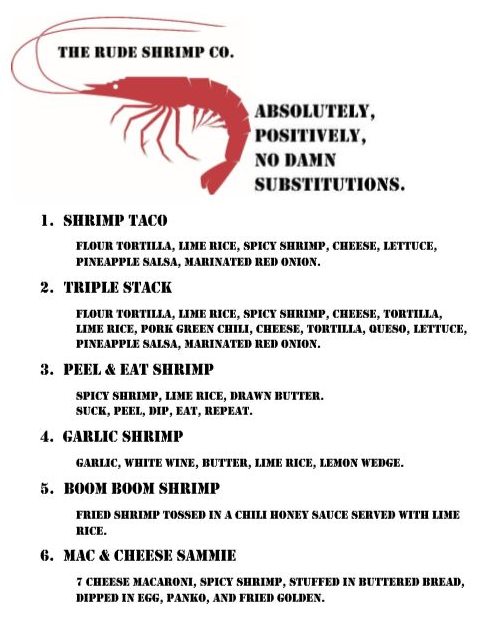 THE RUDE SHRIMP CO.
ABSOLUTELY,
POSITIVELY,
NO DAMN
SUBSTITUTIONS.
1. SHRIMP TACO
FLOUR TORTILLA, LIME RICE, SPICY SHRIMP, CHEESE, LETTUCE,
PINEAPPLE SALSA, MARINATED RED ONION.
2. TRIPLE STACK
FLOUR TORTILLA, LIME RICE, SPICY SHRIMP, CHEESE, TORTILLA,
LIME RICE, PORK GREEN CHILI, CHEESE, TORTILLA, QUESO, LETTUCE,
PINEAPPLE SALSA, MARINATED RED ONION.
3. PEEL & EAT SHRIMP
SPICY SHRIMP, LIME RICE, DRAWN BUTTER.
SUCK, PEEL, DIP, EAT, REPEAT.
4. GARLIC SHRIMP
GARLIC, WHITE WINE, BUTTER, LIME RICE, LEMON WEDGE.
5. BOOM BOOM SHRIMP
FRIED SHRIMP TOSSED IN A CHILI HONEY SAUCE SERVED WITH LIME
RICE.
6. MAC & CHEESE SAMMIE
7 CHEESE MACARONI, SPICY SHRIMP, STUFFED IN BUTTERED BREAD,
DIPPED IN EGG, PANKO, AND FRIED GOLDEN.